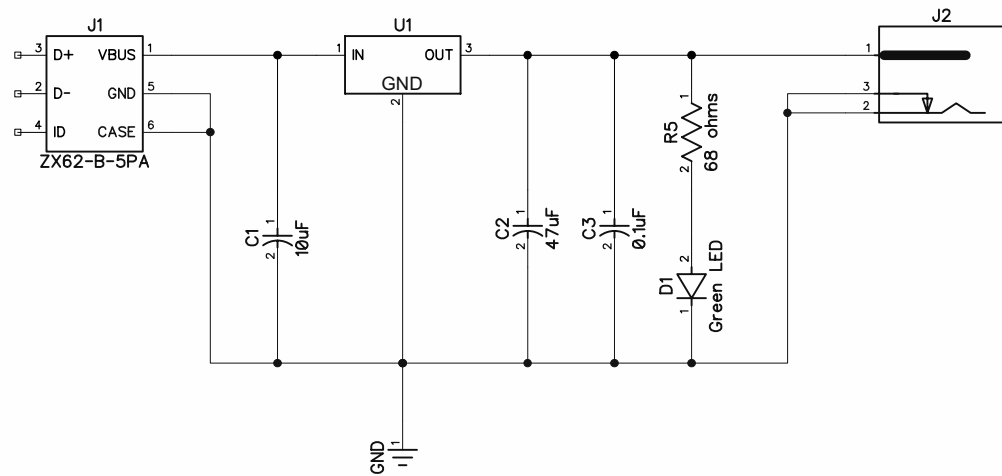 J1
3 D+ VBUS 1
2 D- GND 5
4 ID CASE 6
ZX62-B-5PA
U1
1 IN OUT 3
GND
2
J2
1
3
2
1
C1
10uF
2
1
C2
47uF
2
1
C3
0.1uF
2
1
R5
68 ohms
2
2
D1
Green LED
1
GND
1